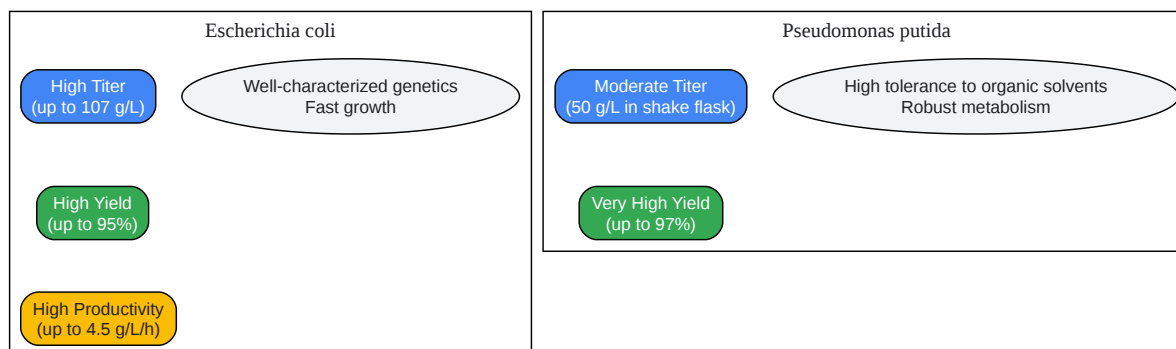 Escherichia coli
High Titer
(up to 107 g/L)
Well-characterized genetics
Fast growth
High Yield
(up to 95%)
High Productivity
(up to 4.5 g/L/h)
Pseudomonas putida
Moderate Titer
(50 g/L in shake flask)
High tolerance to organic solvents
Robust metabolism
Very High Yield
(up to 97%)